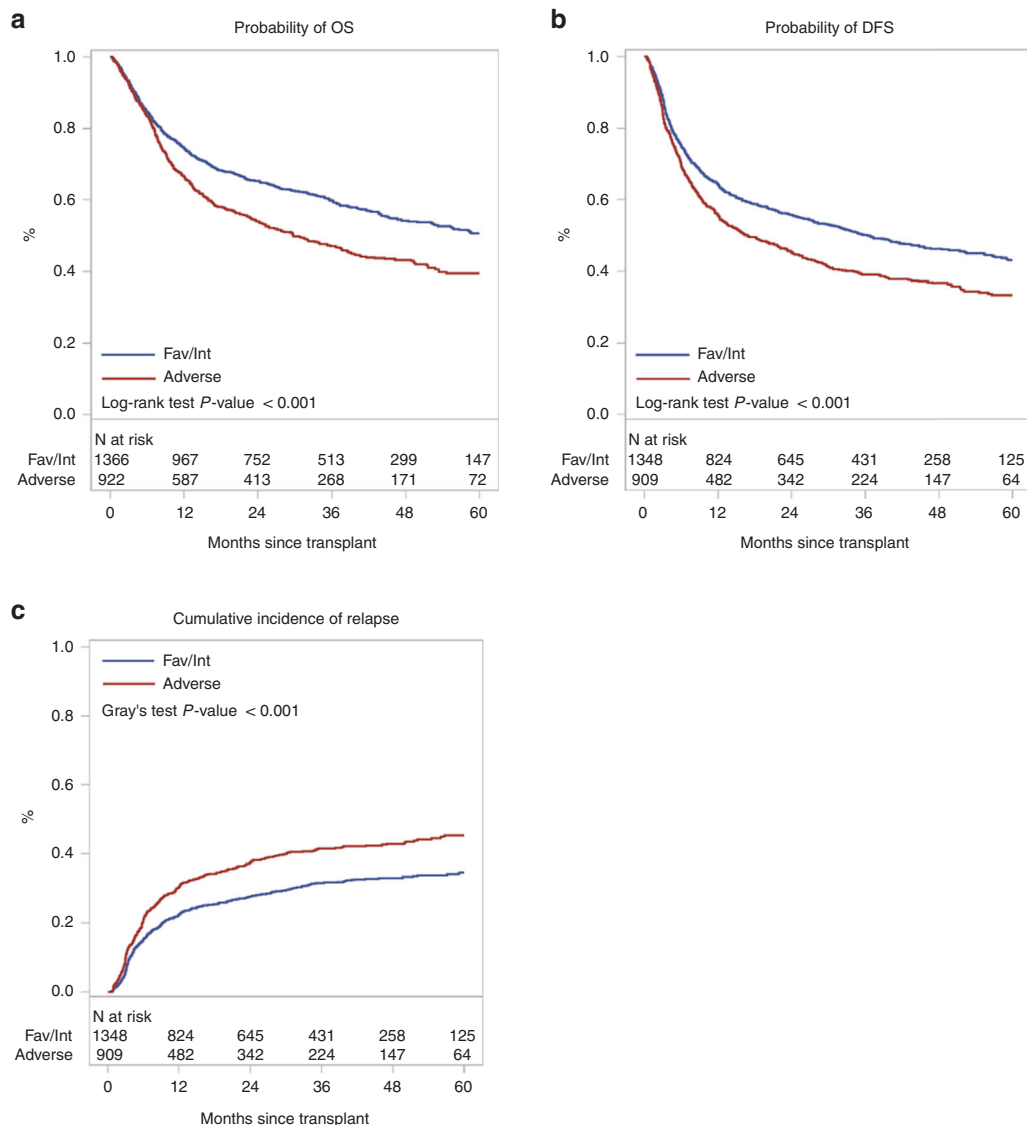 a
Probability of OS
1.0
0.8
0.6
0.4
0.2
0.0
%
Fav/Int
Adverse
Log-rank test P-value < 0.001
N at risk
Fav/Int 1366 967 752 513 299 147
Adverse 922 587 413 268 171 72
0 12 24 36 48 60
Months since transplant
b
Probability of DFS
1.0
0.8
0.6
0.4
0.2
0.0
%
Fav/Int
Adverse
Log-rank test P-value < 0.001
N at risk
Fav/Int 1348 824 645 431 258 125
Adverse 909 482 342 224 147 64
0 12 24 36 48 60
Months since transplant
c
Cumulative incidence of relapse
1.0
0.8
0.6
0.4
0.2
0.0
%
Fav/Int
Adverse
Gray's test P-value < 0.001
N at risk
Fav/Int 1348 824 645 431 258 125
Adverse 909 482 342 224 147 64
0 12 24 36 48 60
Months since transplant